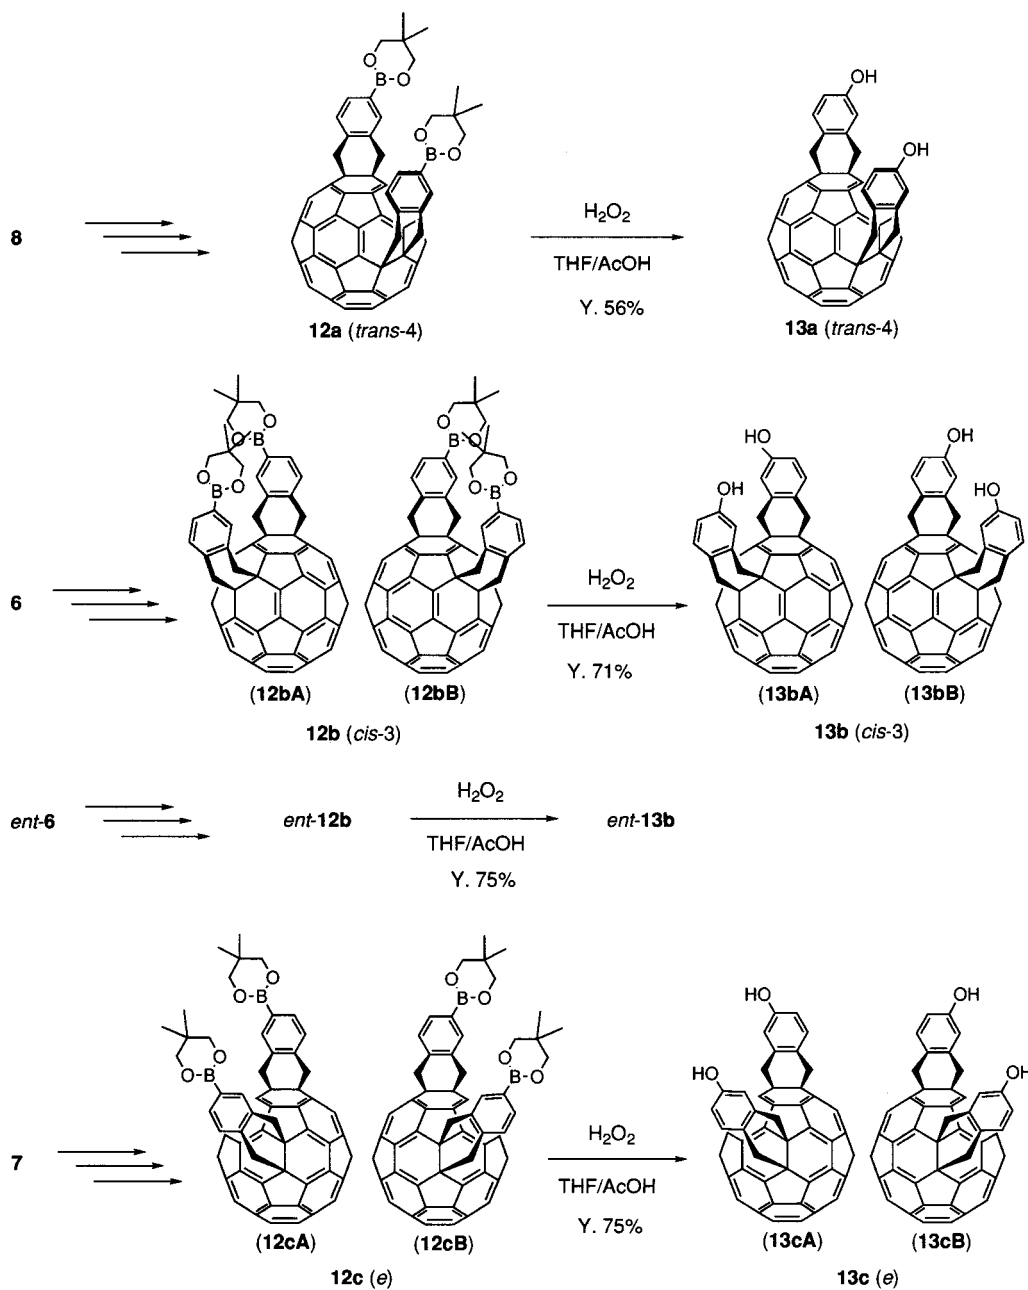 O
B-O
O
B-O
OH
OH
8
H2O2
THF/AcOH
Y. 56%
12a (trans-4)
13a (trans-4)
O
O
B
O
B-O
O
B
O
O
B
O
HO
OH
OH
HO
6
H2O2
THF/AcOH
Y. 71%
(12bA)
(12bB)
(13bA)
(13bB)
12b (cis-3)
13b (cis-3)
ent-6
ent-12b
H2O2
THF/AcOH
Y. 75%
ent-13b
O
O-B
O
B-O
O
O-B
O
B-O
HO
OH
HO
OH
7
H2O2
THF/AcOH
Y. 75%
(12cA)
(12cB)
(13cA)
(13cB)
12c (e)
13c (e)